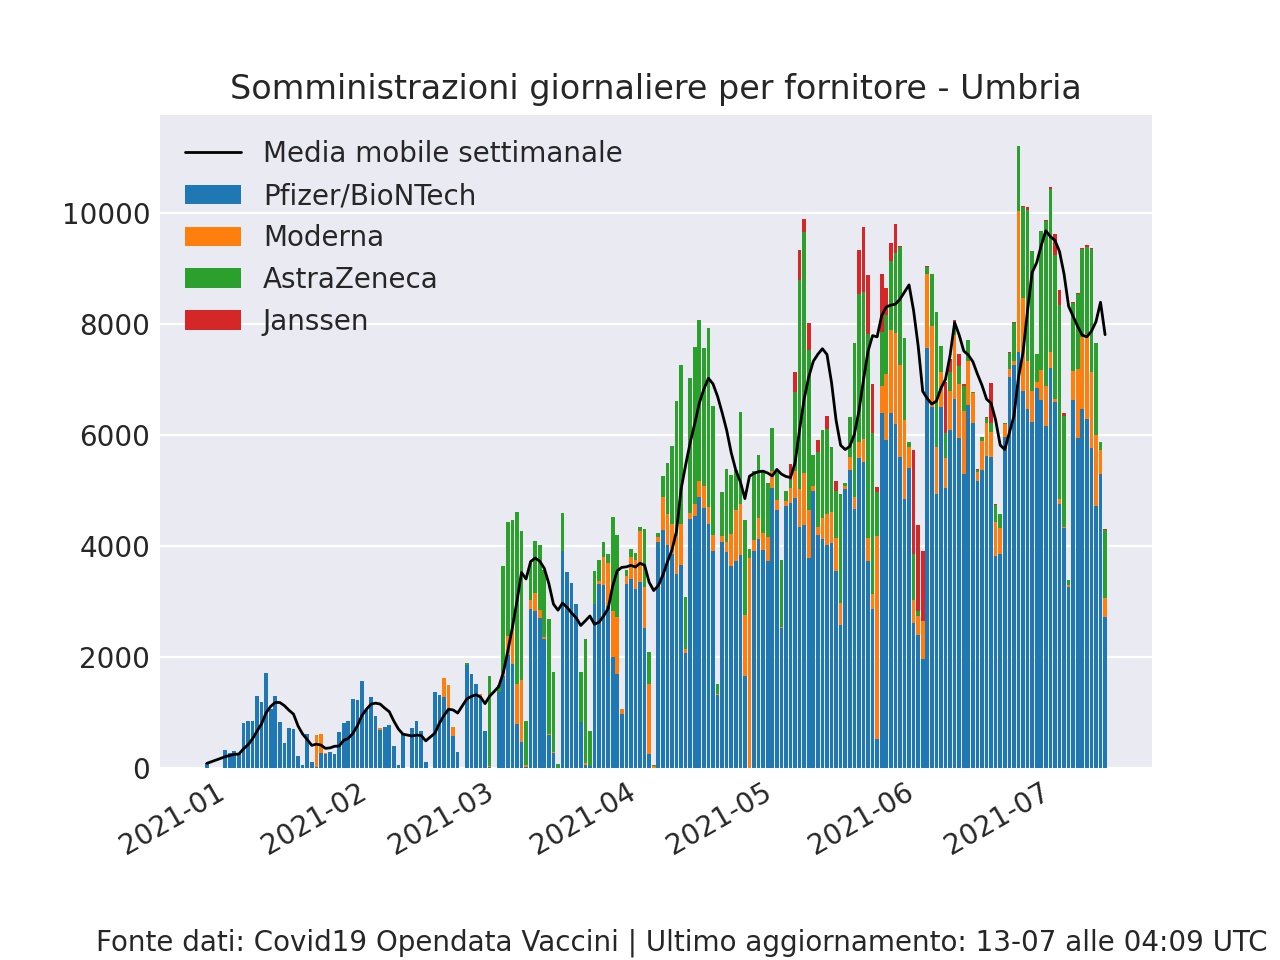 Somministrazioni giornaliere per fornitore - Umbria
Media mobile settimanale
Pfizer/BioNTech
Moderna
AstraZeneca
Janssen
10000
8000
6000
4000
2000
0
2021-01
2021-02
2021-03
2021-04
2021-05
2021-06
2021-07
Fonte dati: Covid19 Opendata Vaccini | Ultimo aggiornamento: 13-07 alle 04:09 UTC